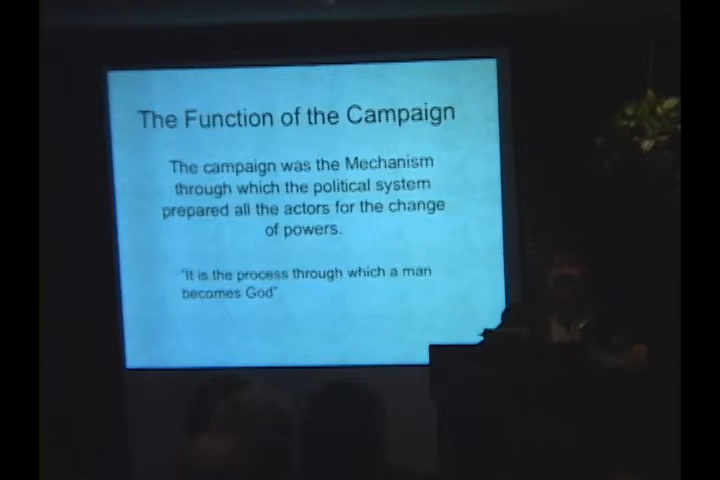 The Function of the Campaign
The campaign was the Mechanism
through which the political system
prepared all the actors for the change
of powers.
"It is the process through which a man
becomes God"